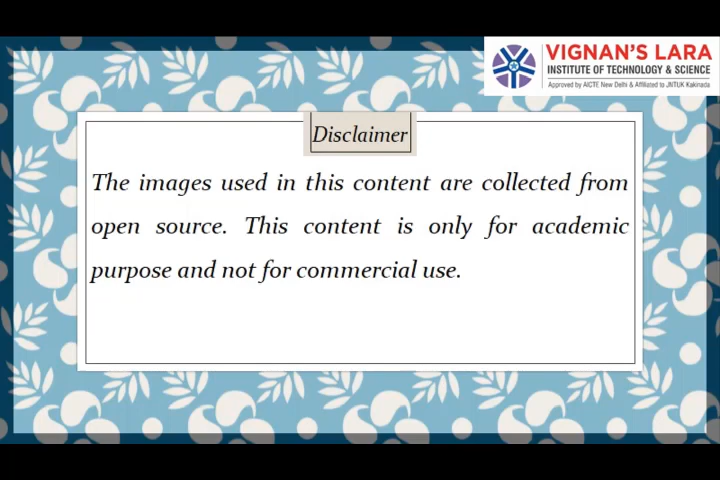 VIGNAN'S LARA
INSTITUTE OF TECHNOLOGY & SCIENCE
Approved by AICTE New Delhi & Affiliated to JNTUK Kakinada
Disclaimer
The images used in this content are collected from
open source. This content is only for academic
purpose and not for commercial use.